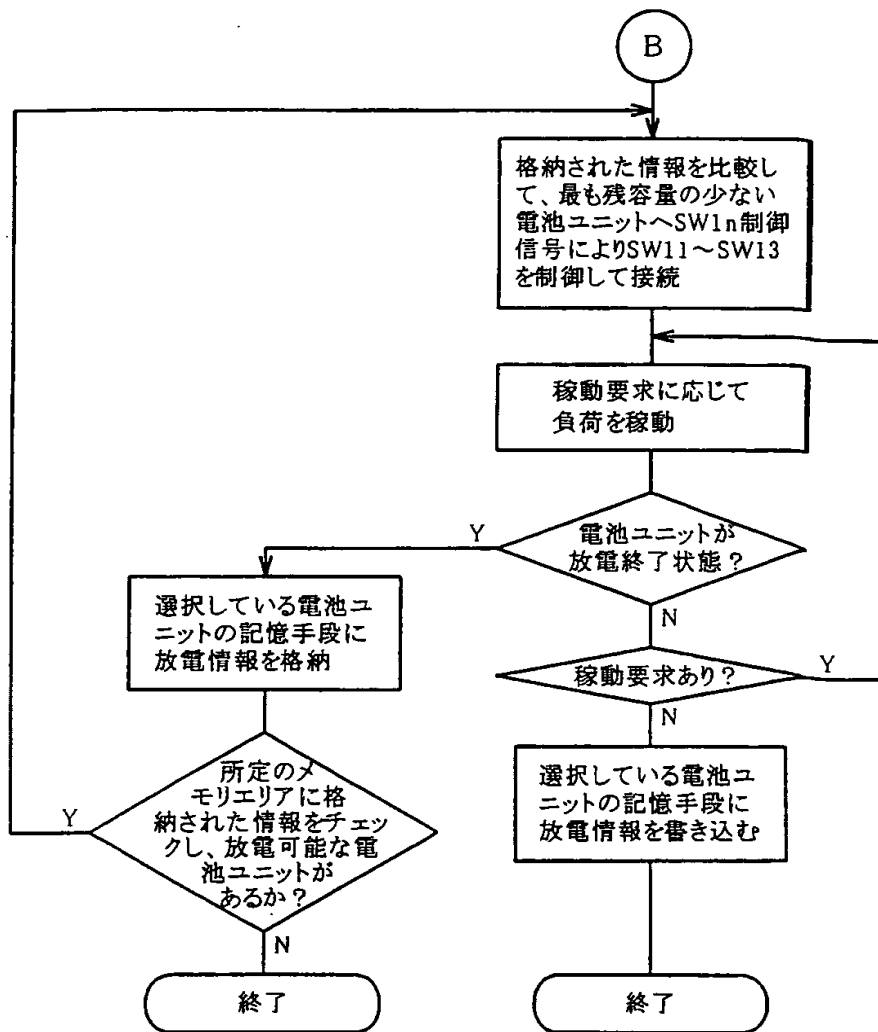 B
格納された情報を比較し
て、最も残容量の少ない
電池ユニットへSW1n制御
信号によりSW11～SW13
を制御して接続
稼動要求に応じて
負荷を稼動
電池ユニットが
放電終了状態？
Y
N
選択している電池ユ
ニットの記憶手段に
放電情報を格納
稼動要求あり？
Y
N
所定のメ
モリエリアに格
納された情報をチェッ
クし、放電可能な電
池ユニットが
あるか？
Y
N
選択している電池ユ
ニットの記憶手段に
放電情報を書き込む
終了
終了